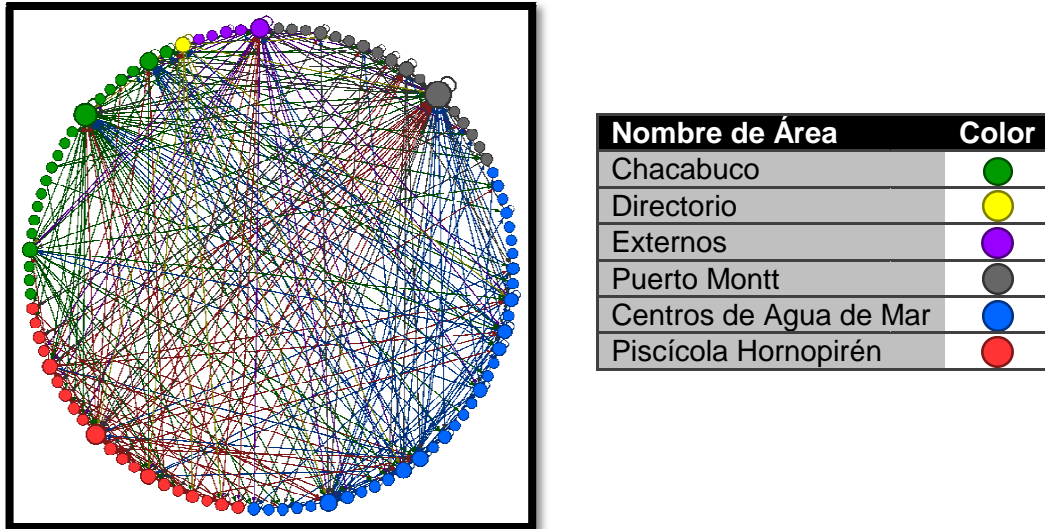 Nombre de Área Color
Chacabuco
Directorio
Externos
Puerto Montt
Centros de Agua de Mar
Piscícola Hornopirén